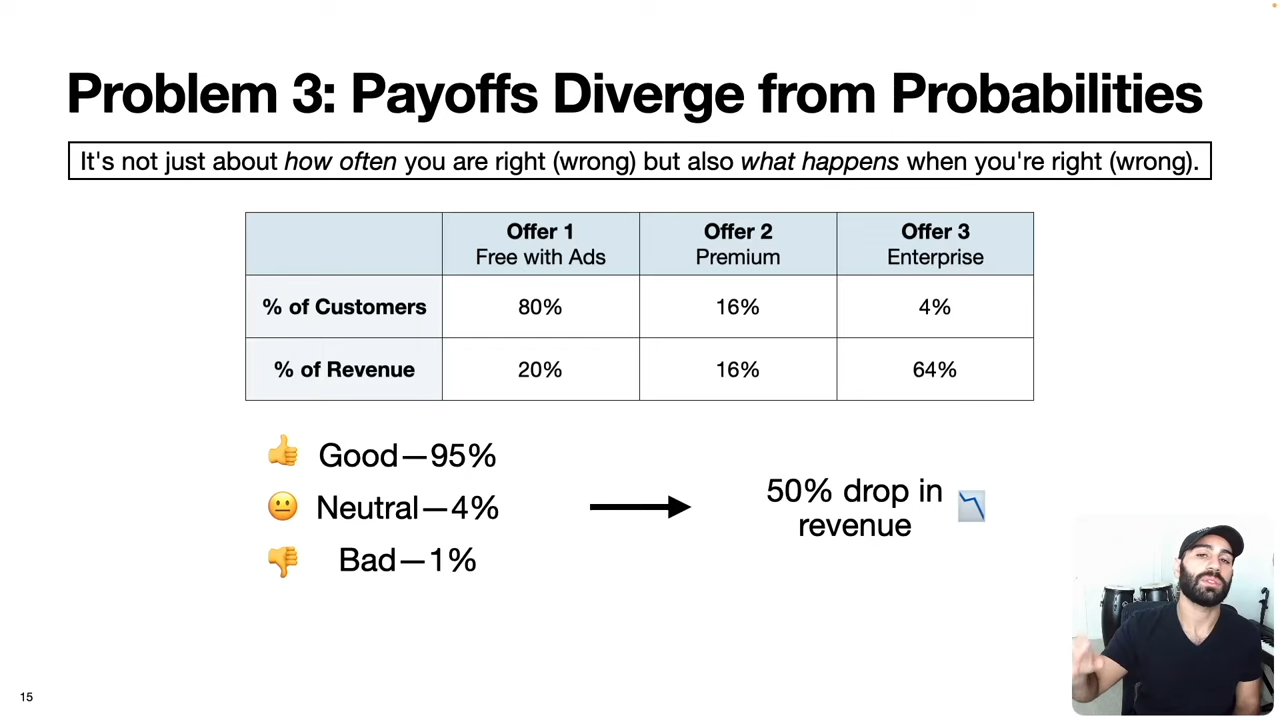 Problem 3: Payoffs Diverge from Probabilities
It's not just about how often you are right (wrong) but also what happens when you're right (wrong).
Offer 1 Offer 2 Offer 3
Free with Ads Premium Enterprise
% of Customers 80% 16% 4%
% of Revenue 20% 16% 64%
👍 Good—95%
😐 Neutral—4%
👎 Bad—1%
50% drop in
revenue 📉
15